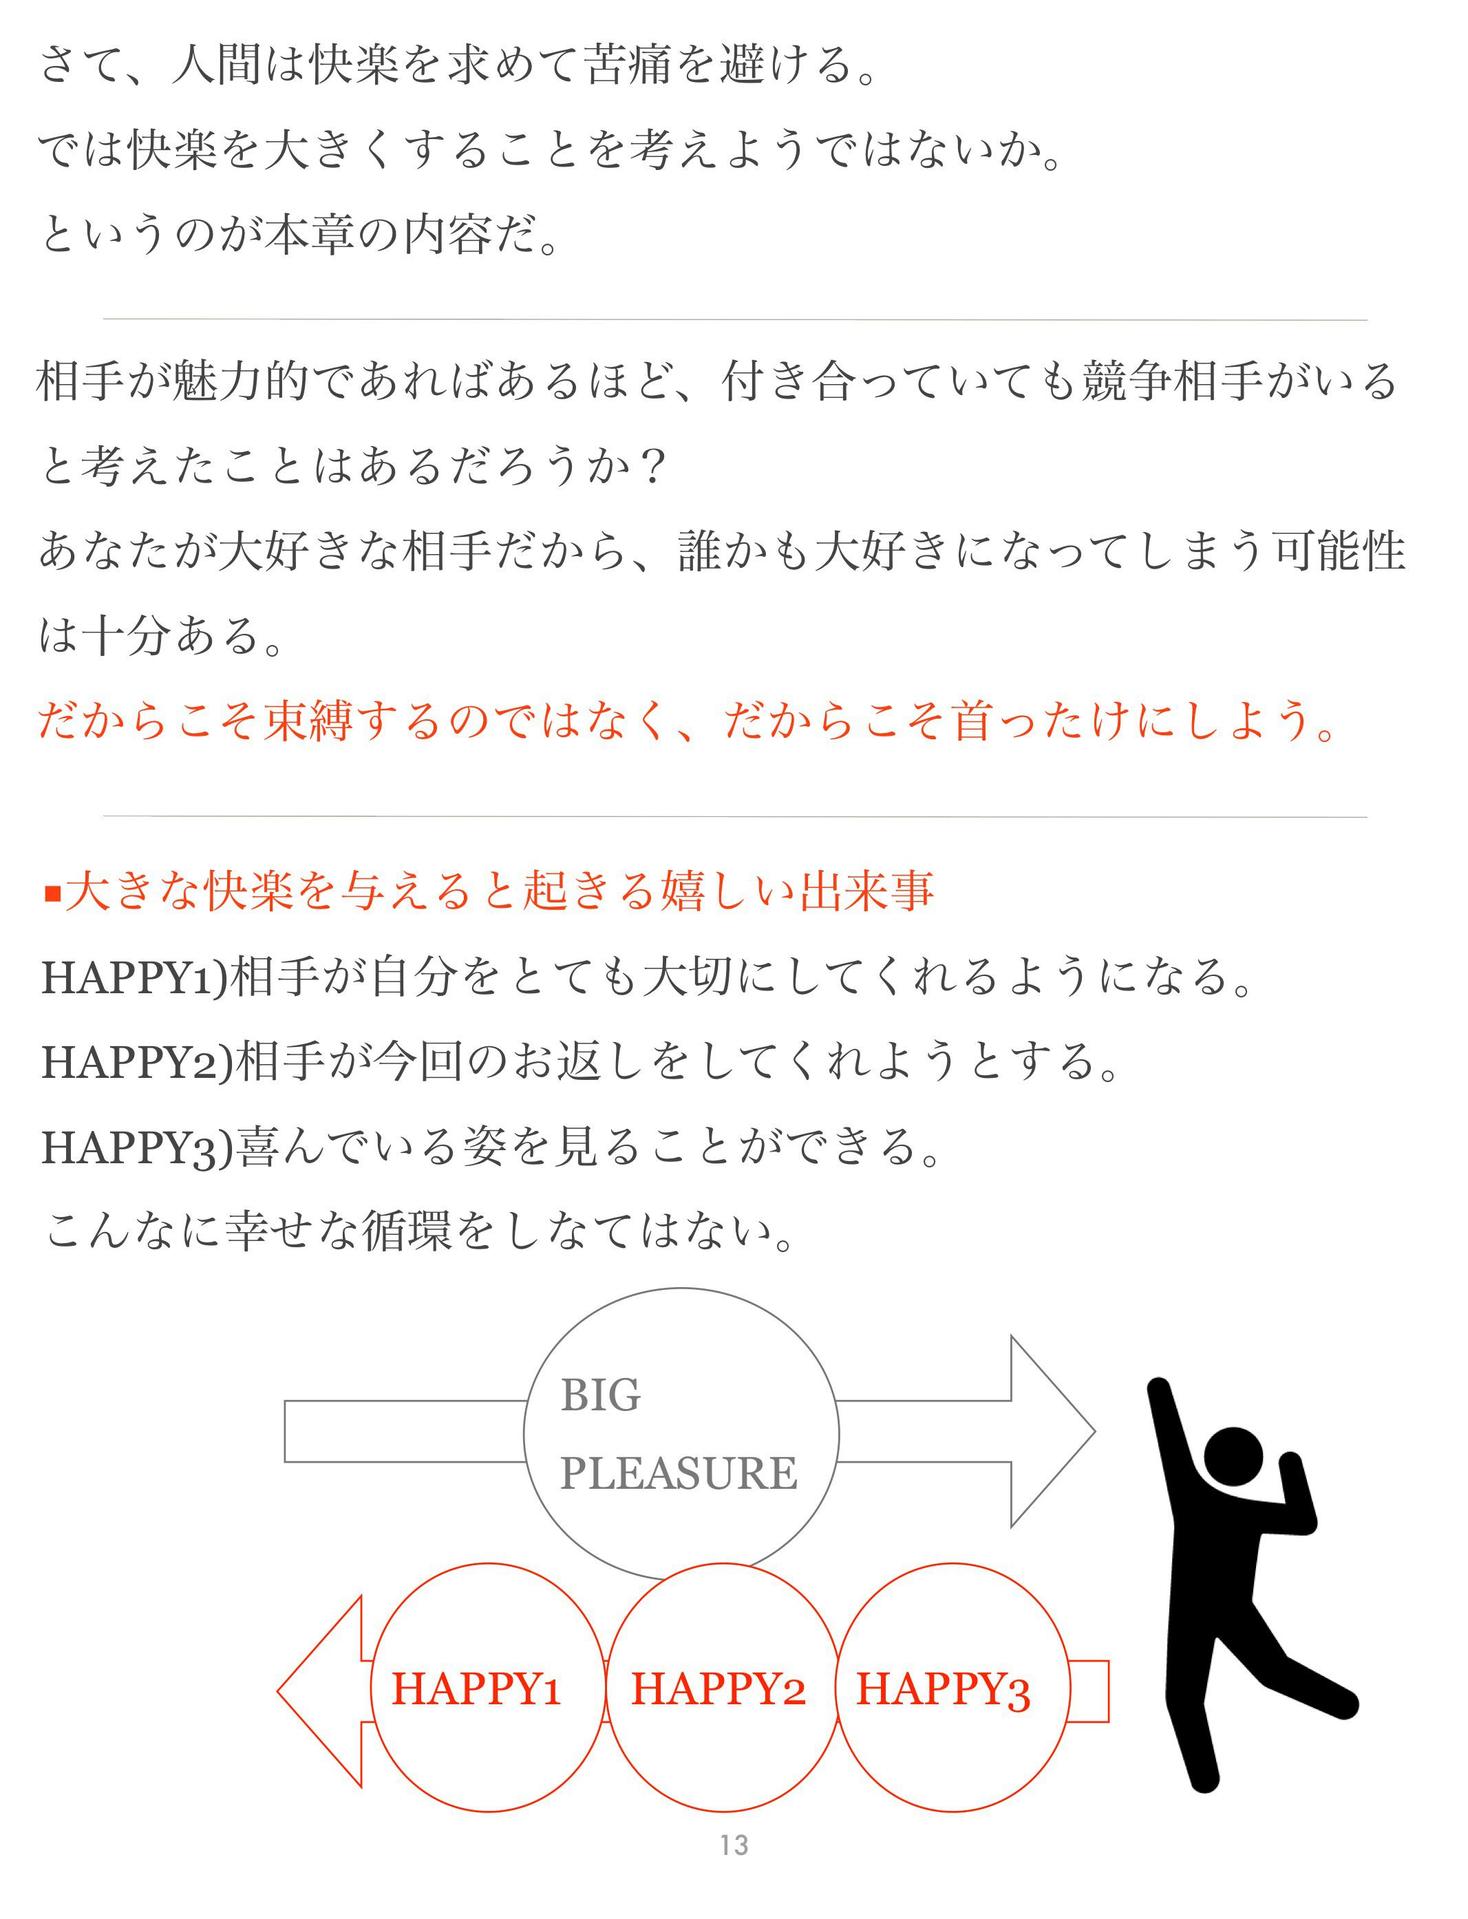 さて、人間は快楽を求めて苦痛を避ける。
では快楽を大きくすることを考えようではないか。
というのが本章の内容だ。
相手が魅力的であればあるほど、付き合っていても競争相手がいる
と考えたことはあるだろうか？
あなたが大好きな相手だから、誰かも大好きになってしまう可能性
は十分ある。
だからこそ束縛するのではなく、だからこそ首ったけにしよう。
■大きな快楽を与えると起きる嬉しい出来事
HAPPY1)相手が自分をとても大切にしてくれるようになる。
HAPPY2)相手が今回のお返しをしてくれようとする。
HAPPY3)喜んでいる姿を見ることができる。
こんなに幸せな循環をしなてはない。
BIG
PLEASURE
HAPPY1 HAPPY2 HAPPY3
13